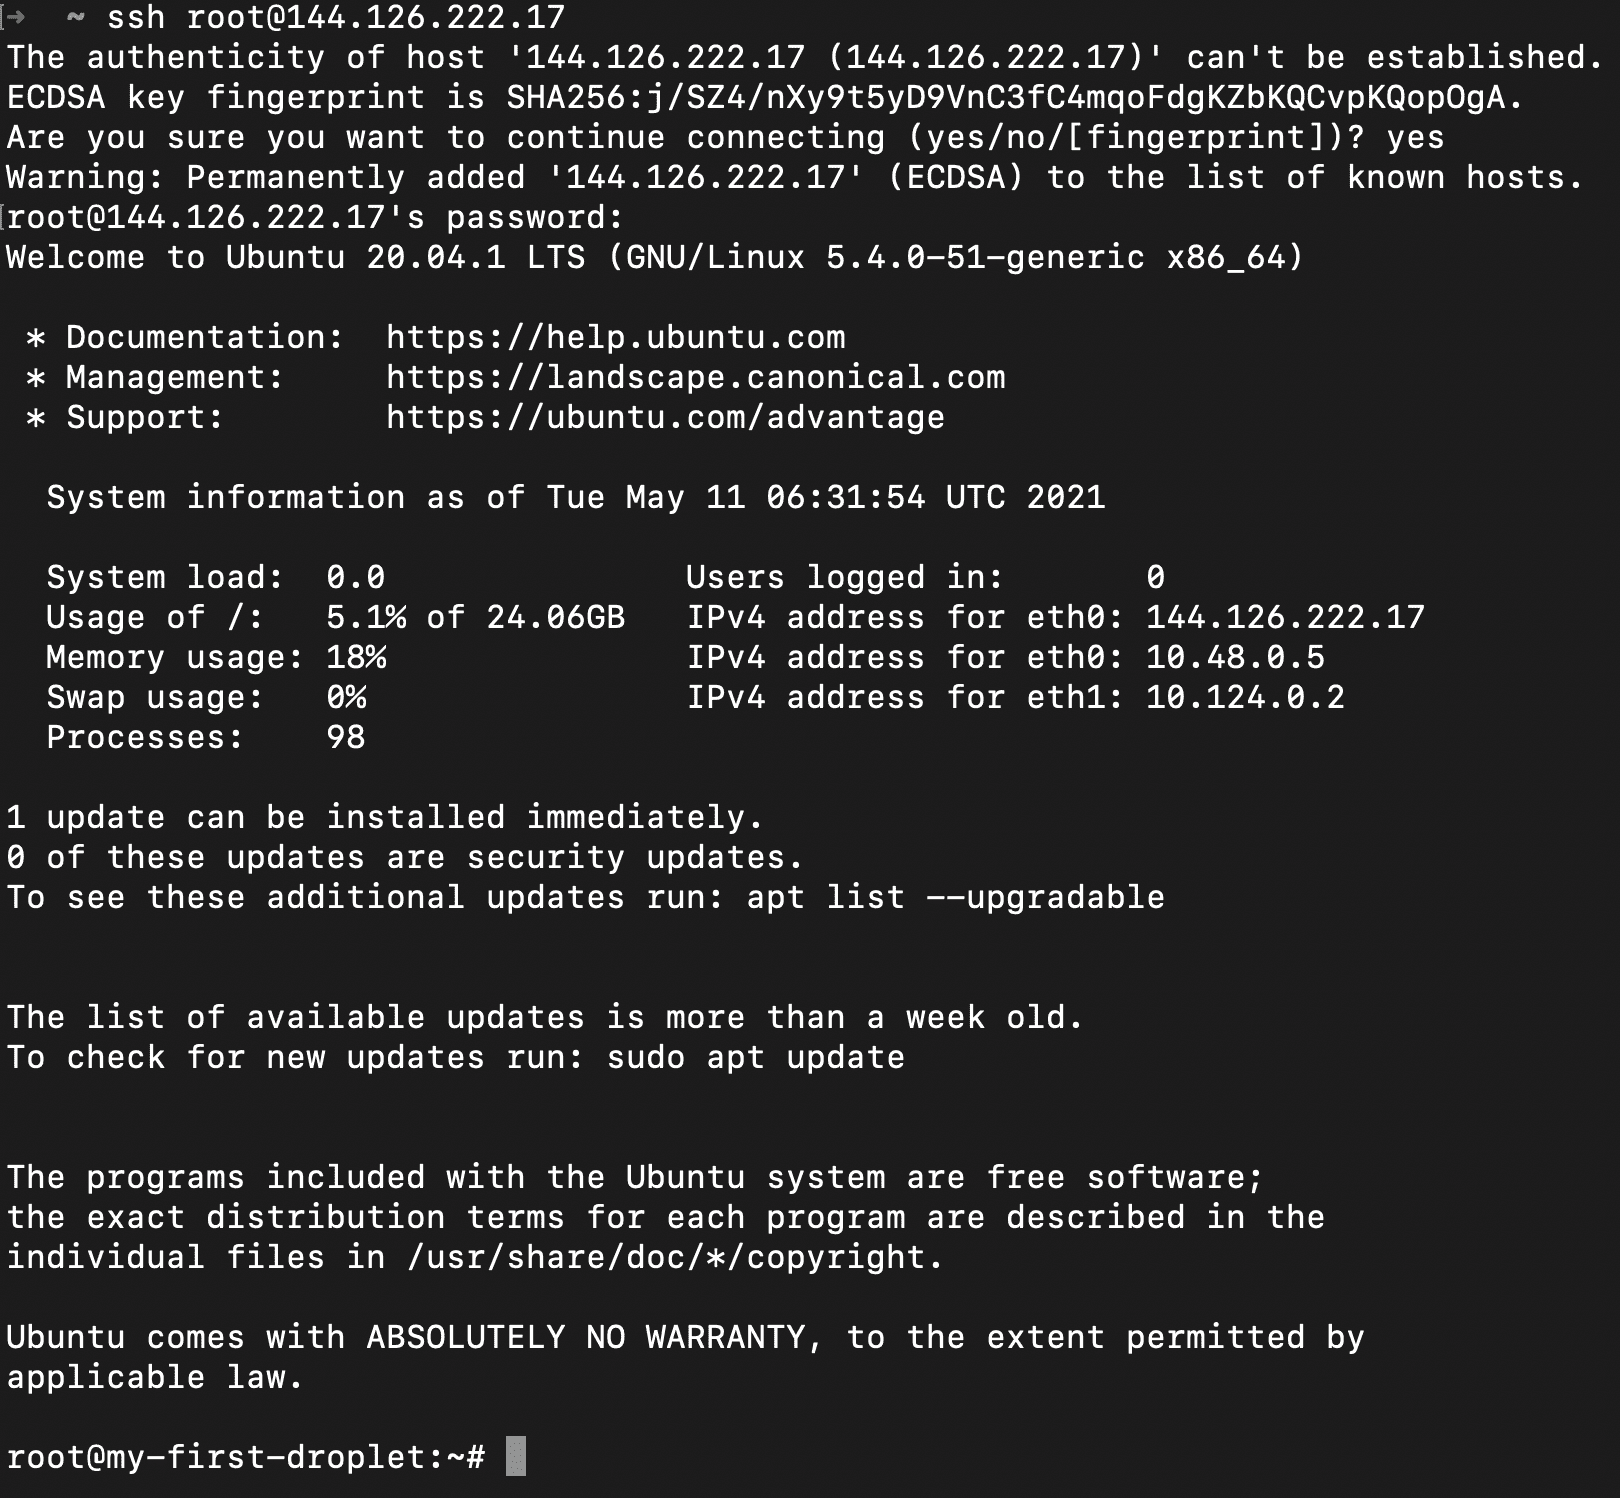 →  ~ ssh root@144.126.222.17
The authenticity of host '144.126.222.17 (144.126.222.17)' can't be established.
ECDSA key fingerprint is SHA256:j/SZ4/nXy9t5yD9VnC3fC4mqoFdgKZbKQCvpKQopOgA.
Are you sure you want to continue connecting (yes/no/[fingerprint])? yes
Warning: Permanently added '144.126.222.17' (ECDSA) to the list of known hosts.
root@144.126.222.17's password:
Welcome to Ubuntu 20.04.1 LTS (GNU/Linux 5.4.0-51-generic x86_64)
 * Documentation:  https://help.ubuntu.com
 * Management:     https://landscape.canonical.com
 * Support:        https://ubuntu.com/advantage
  System information as of Tue May 11 06:31:54 UTC 2021
  System load:  0.0               Users logged in:       0
  Usage of /:   5.1% of 24.06GB   IPv4 address for eth0: 144.126.222.17
  Memory usage: 18%               IPv4 address for eth0: 10.48.0.5
  Swap usage:   0%                IPv4 address for eth1: 10.124.0.2
  Processes:    98
1 update can be installed immediately.
0 of these updates are security updates.
To see these additional updates run: apt list --upgradable
The list of available updates is more than a week old.
To check for new updates run: sudo apt update
The programs included with the Ubuntu system are free software;
the exact distribution terms for each program are described in the
individual files in /usr/share/doc/*/copyright.
Ubuntu comes with ABSOLUTELY NO WARRANTY, to the extent permitted by
applicable law.
root@my-first-droplet:~#